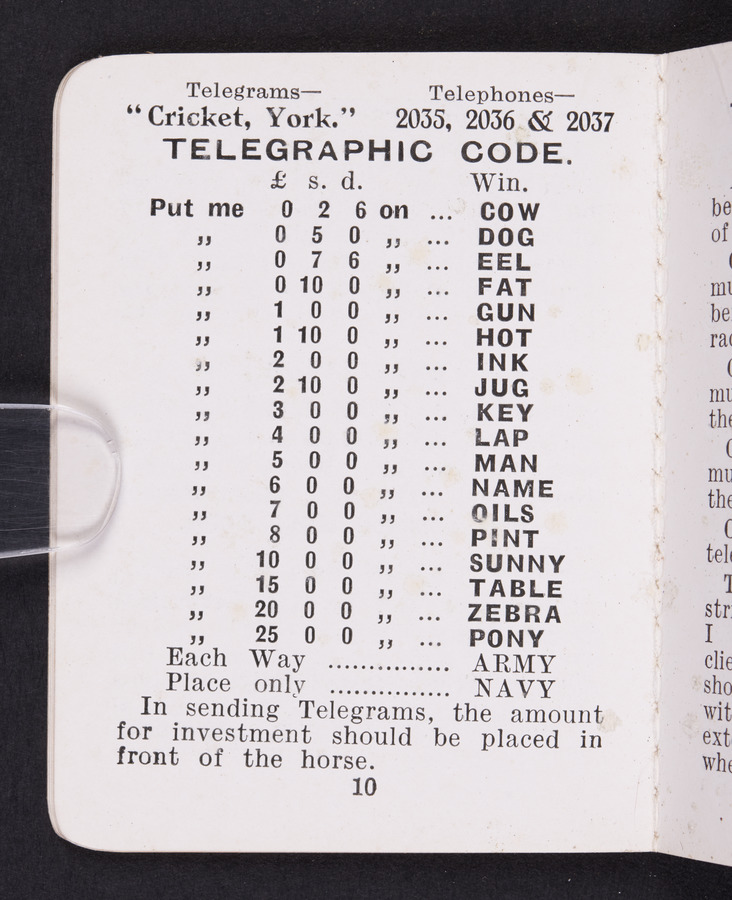 Telegrams— Telephones—
"Cricket, York." 2035, 2036 & 2037
TELEGRAPHIC CODE.
£ s. d. Win.
Put me 0 2 6 on ... COW
„ 0 5 0 „ ... DOG
„ 0 7 6 „ ... EEL
„ 0 10 0 „ ... FAT
„ 1 0 0 „ ... GUN
„ 1 10 0 „ ... HOT
„ 2 0 0 „ ... INK
„ 2 10 0 „ ... JUG
„ 3 0 0 „ ... KEY
„ 4 0 0 „ ... LAP
„ 5 0 0 „ ... MAN
„ 6 0 0 „ ... NAME
„ 7 0 0 „ ... OILS
„ 8 0 0 „ ... PINT
„ 10 0 0 „ ... SUNNY
„ 15 0 0 „ ... TABLE
„ 20 0 0 „ ... ZEBRA
„ 25 0 0 „ ... PONY
Each Way ............... ARMY
Place only ............... NAVY
In sending Telegrams, the amount
for investment should be placed in
front of the horse.
10